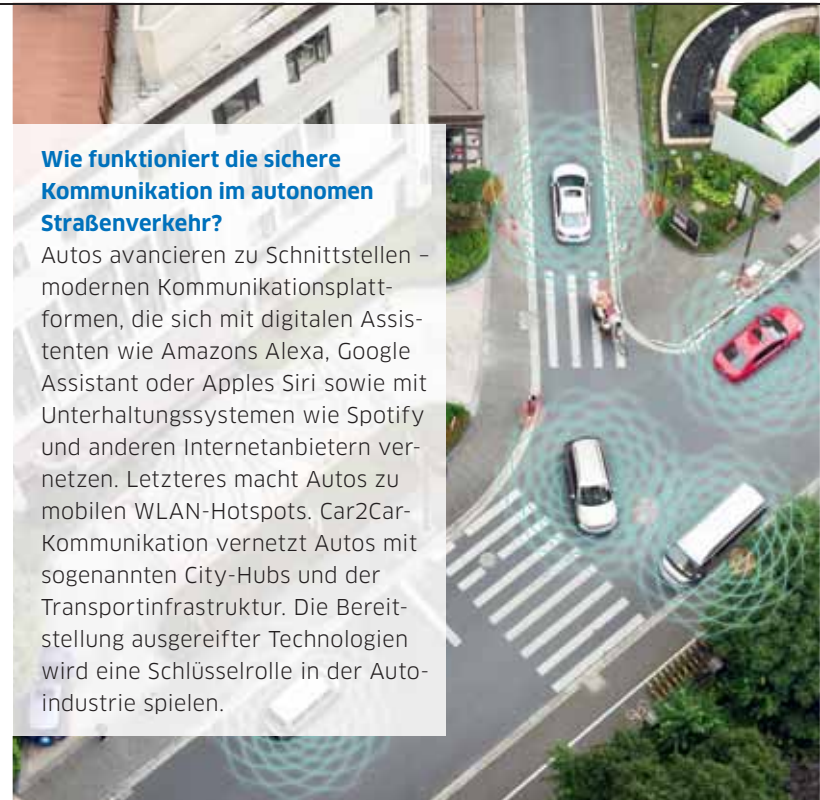 Wie funktioniert die sichere
Kommunikation im autonomen
Straßenverkehr?
Autos avancieren zu Schnittstellen –
modernen Kommunikationsplatt-
formen, die sich mit digitalen Assis-
tenten wie Amazons Alexa, Google
Assistant oder Apples Siri sowie mit
Unterhaltungssystemen wie Spotify
und anderen Internetanbietern ver-
netzen. Letzteres macht Autos zu
mobilen WLAN-Hotspots. Car2Car-
Kommunikation vernetzt Autos mit
sogenannten City-Hubs und der
Transportinfrastruktur. Die Bereit-
stellung ausgereifter Technologien
wird eine Schlüsselrolle in der Auto-
industrie spielen.